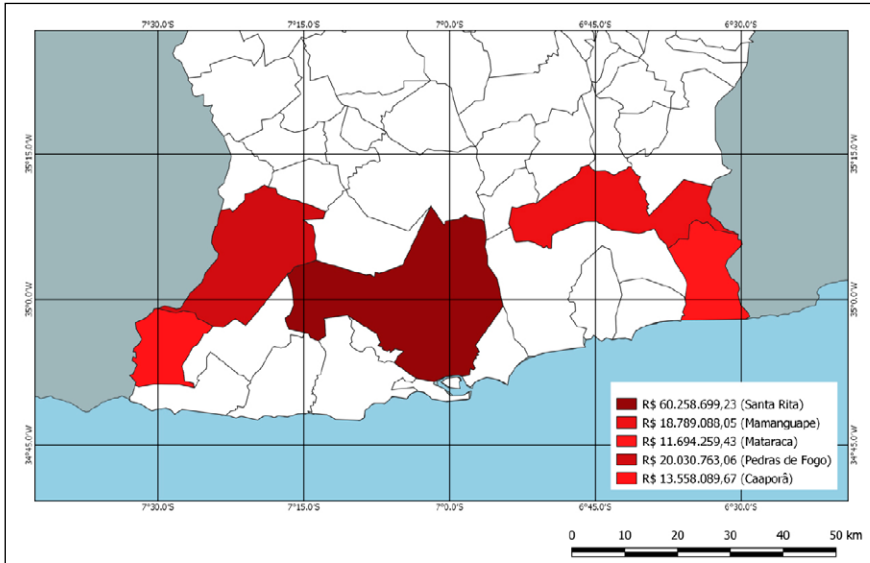 7°30.0'S 7°15.0'S 7°0.0'S 6°45.0'S 6°30.0'S
35°15.0'W 35°15.0'W
35°0.0'W 35°0.0'W
34°45.0'W 34°45.0'W
R$ 60.258.699,23 (Santa Rita)
R$ 18.789.088,05 (Mamanguape)
R$ 11.694.259,43 (Mataraca)
R$ 20.030.763,06 (Pedras de Fogo)
R$ 13.558.089,67 (Caaporã)
7°30.0'S 7°15.0'S 7°0.0'S 6°45.0'S 6°30.0'S
0 10 20 30 40 50 km